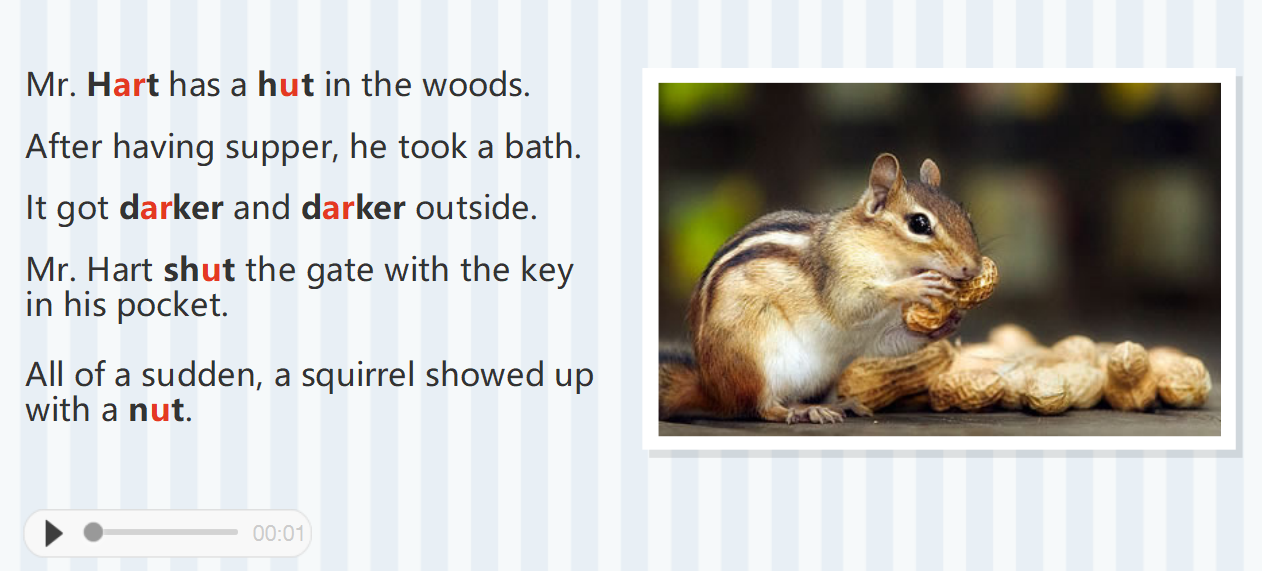 Mr. Hart has a hut in the woods.
After having supper, he took a bath.
It got darker and darker outside.
Mr. Hart shut the gate with the key
in his pocket.
All of a sudden, a squirrel showed up
with a nut.
00:01